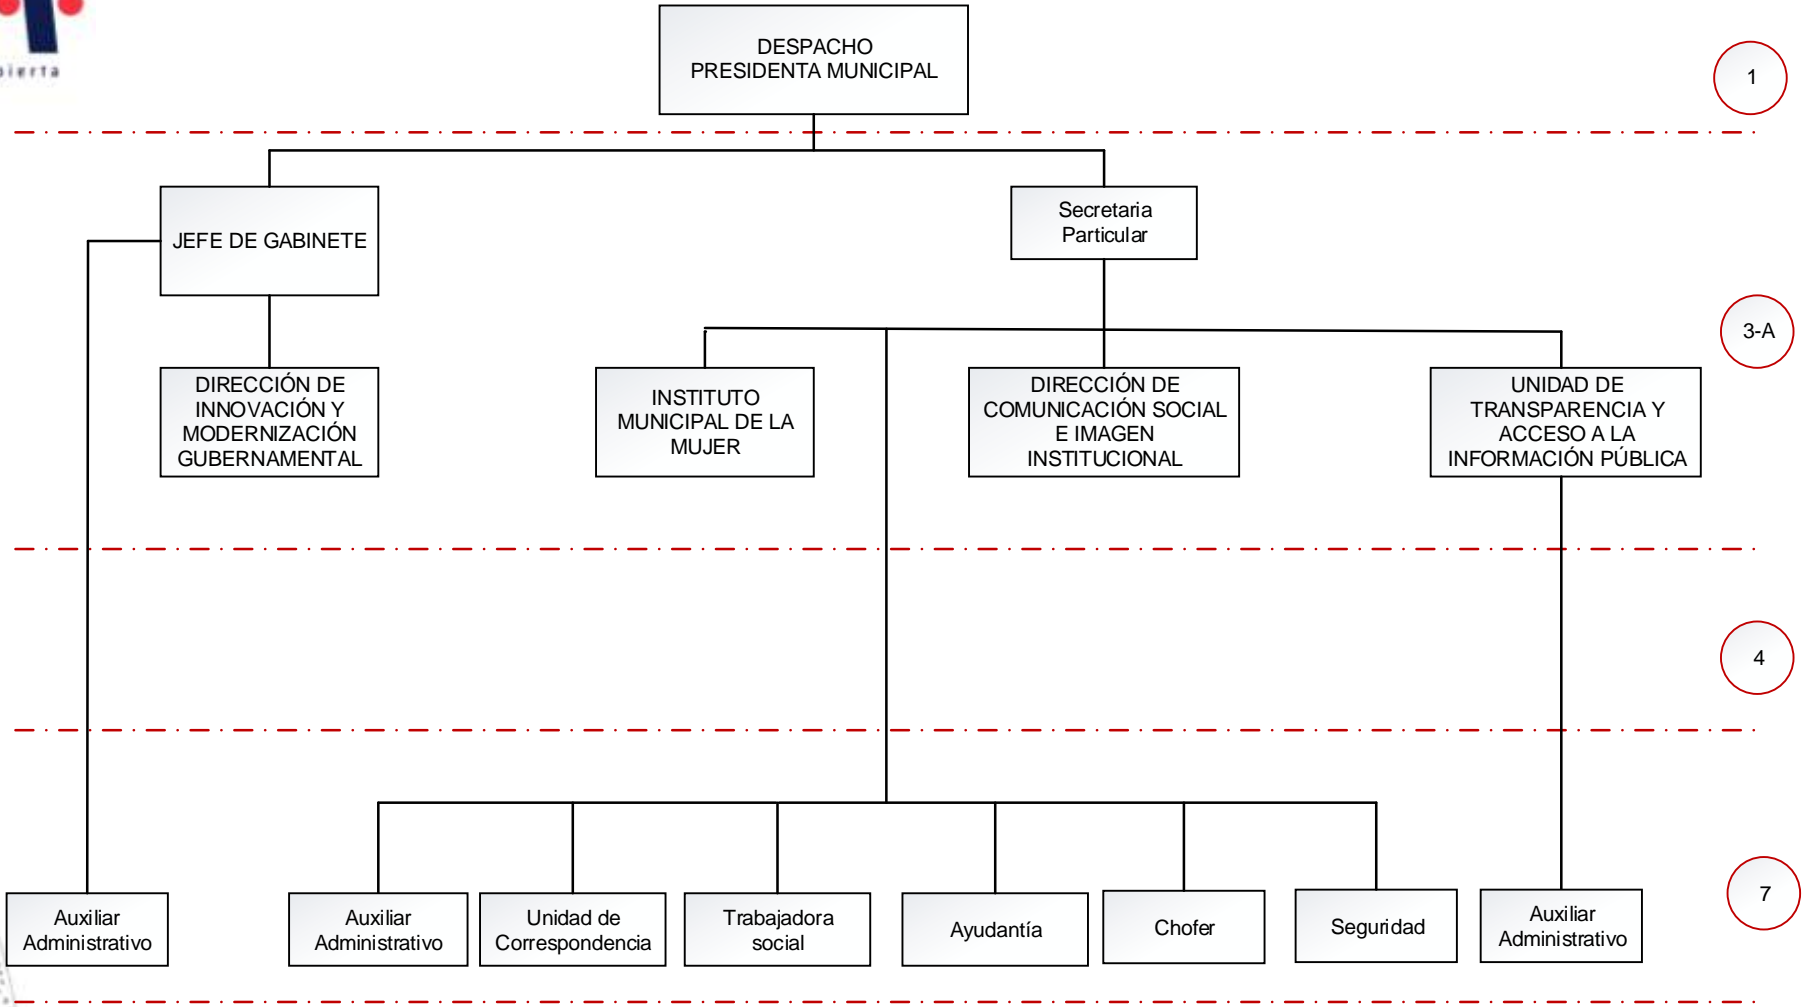 DESPACHO
PRESIDENTA MUNICIPAL
1
JEFE DE GABINETE
Secretaria
Particular
3-A
DIRECCIÓN DE
INNOVACIÓN Y
MODERNIZACIÓN
GUBERNAMENTAL
INSTITUTO
MUNICIPAL DE LA
MUJER
DIRECCIÓN DE
COMUNICACIÓN SOCIAL
E IMAGEN
INSTITUCIONAL
UNIDAD DE
TRANSPARENCIA Y
ACCESO A LA
INFORMACIÓN PÚBLICA
4
7
Auxiliar
Administrativo
Auxiliar
Administrativo
Unidad de
Correspondencia
Trabajadora
social
Ayudantía
Chofer
Seguridad
Auxiliar
Administrativo